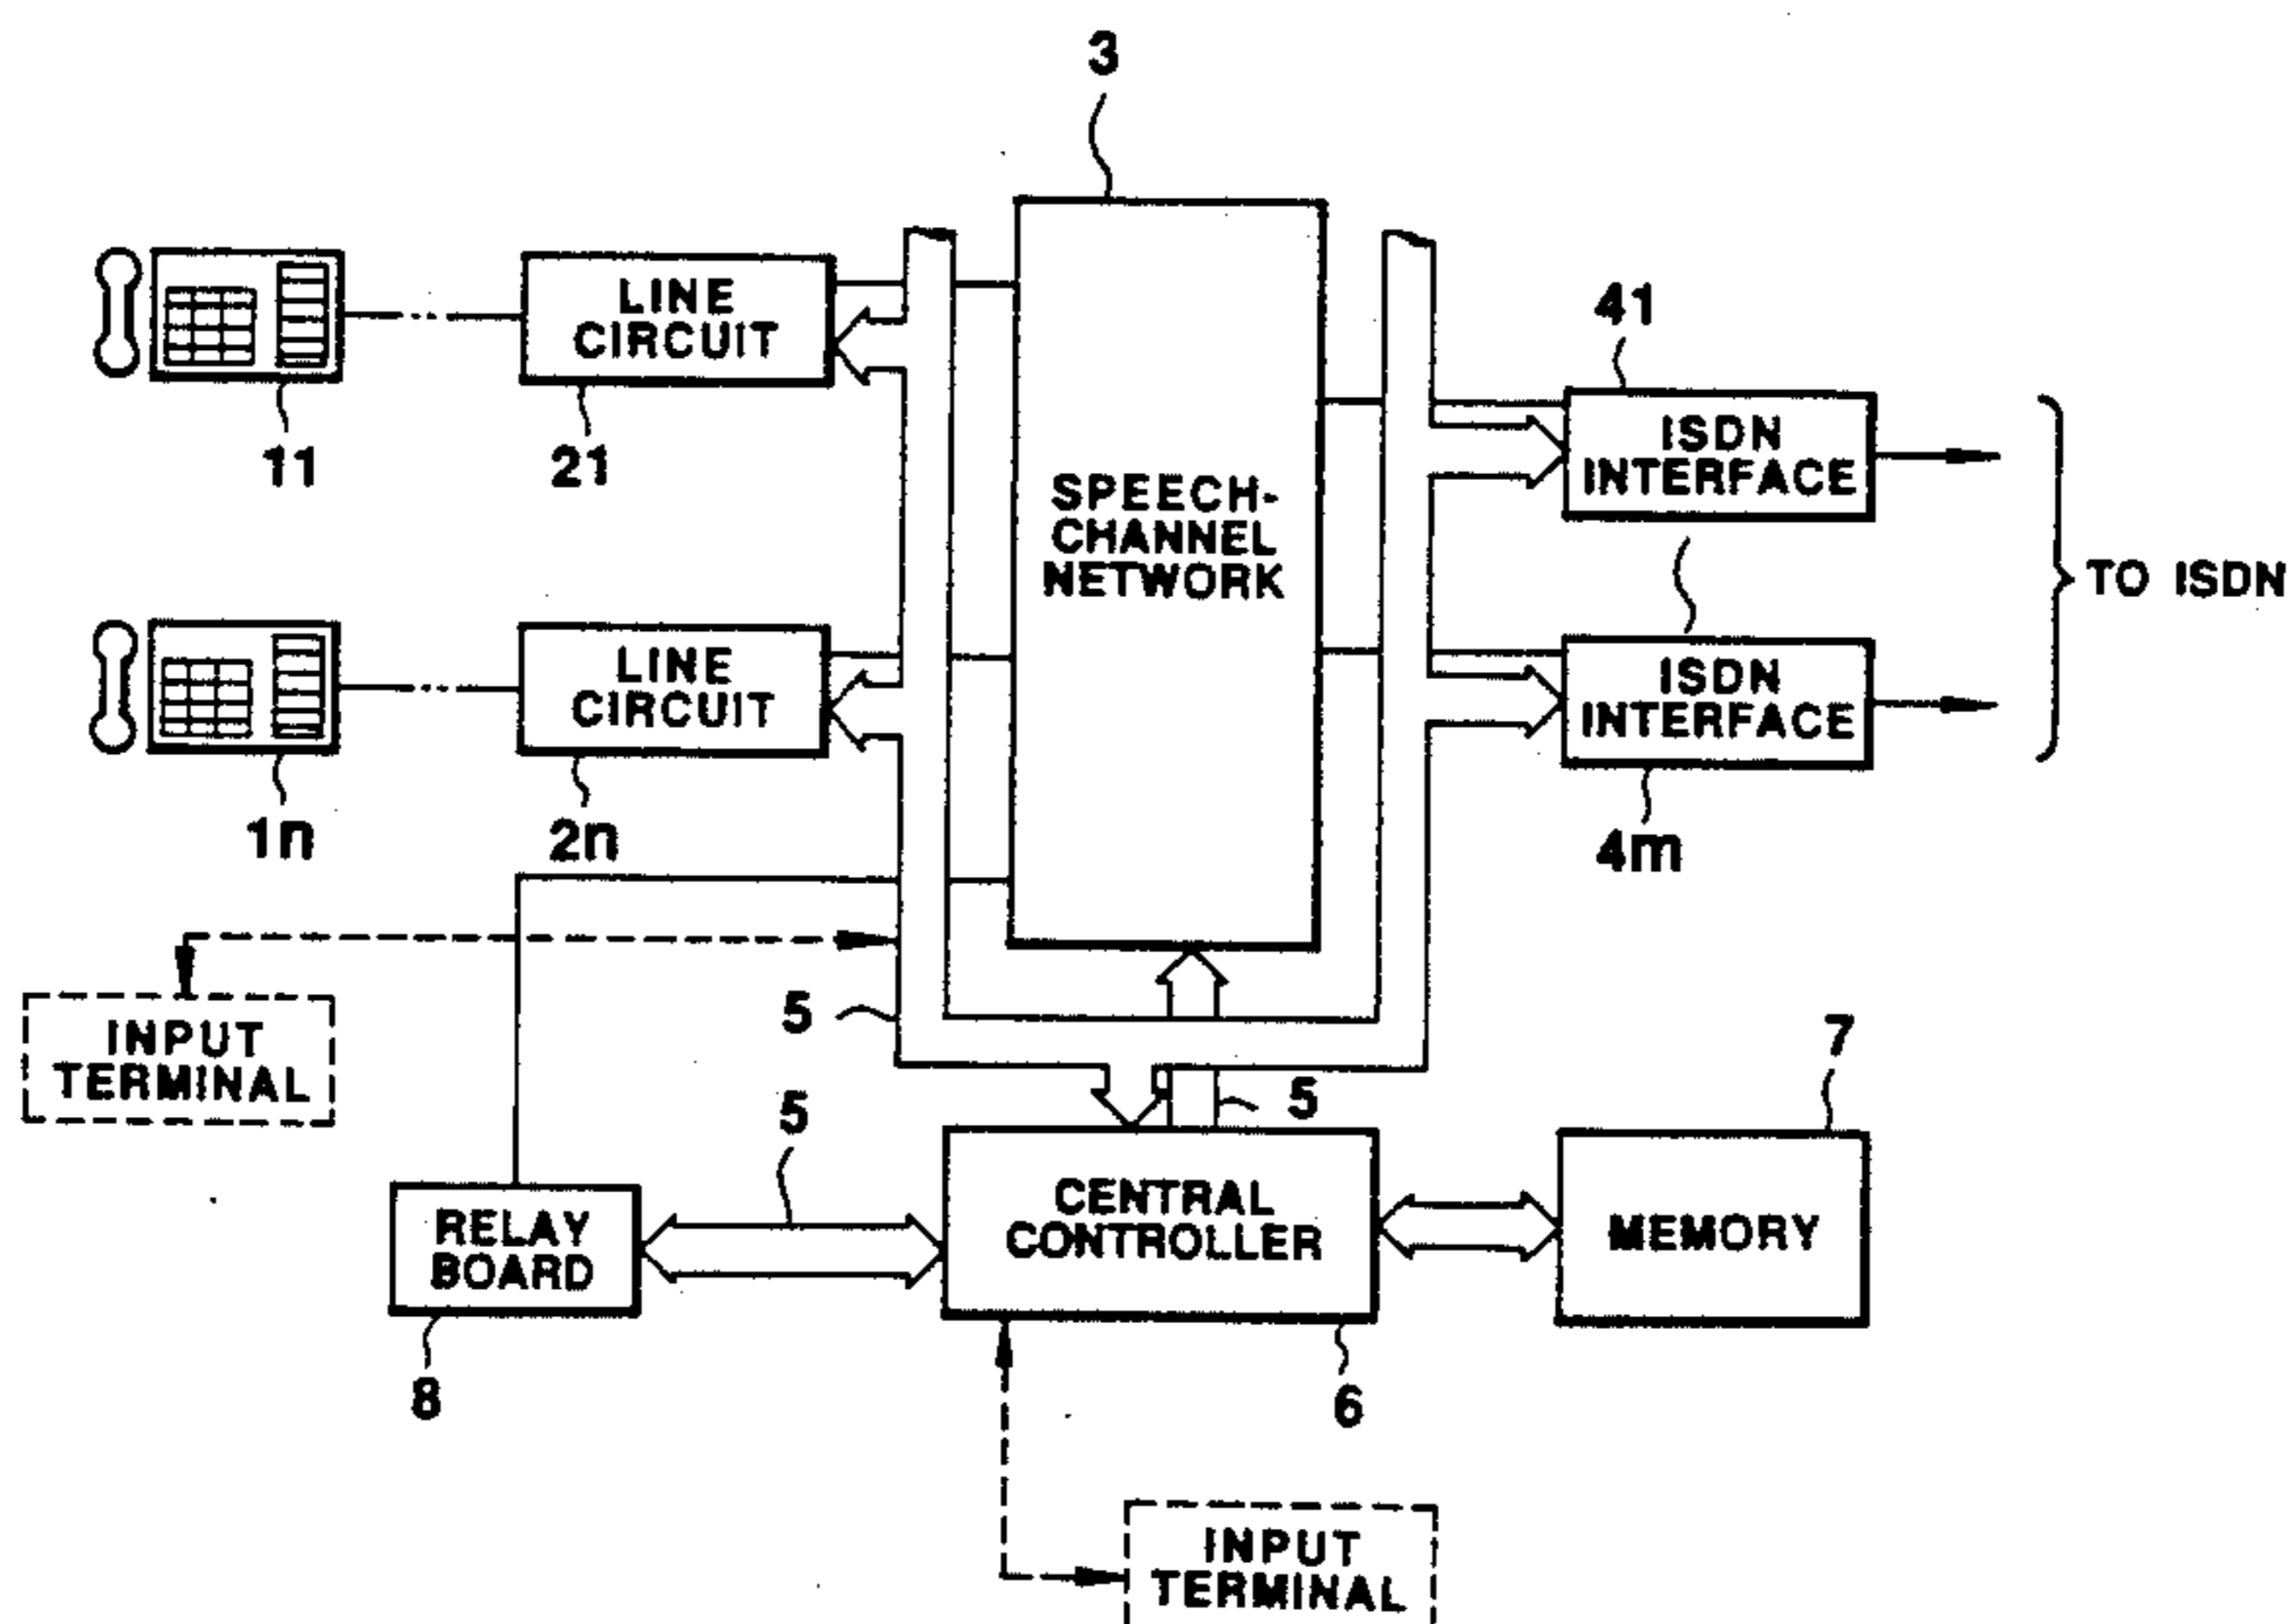 3
LINE
CIRCUIT
11
21
SPEECH-
CHANNEL
NETWORK
41
ISDN
INTERFACE
TO ISDN
LINE
CIRCUIT
1n
2n
ISDN
INTERFACE
4m
INPUT
TERMINAL
5
5
5
7
RELAY
BOARD
8
CENTRAL
CONTROLLER
6
MEMORY
INPUT
TERMINAL